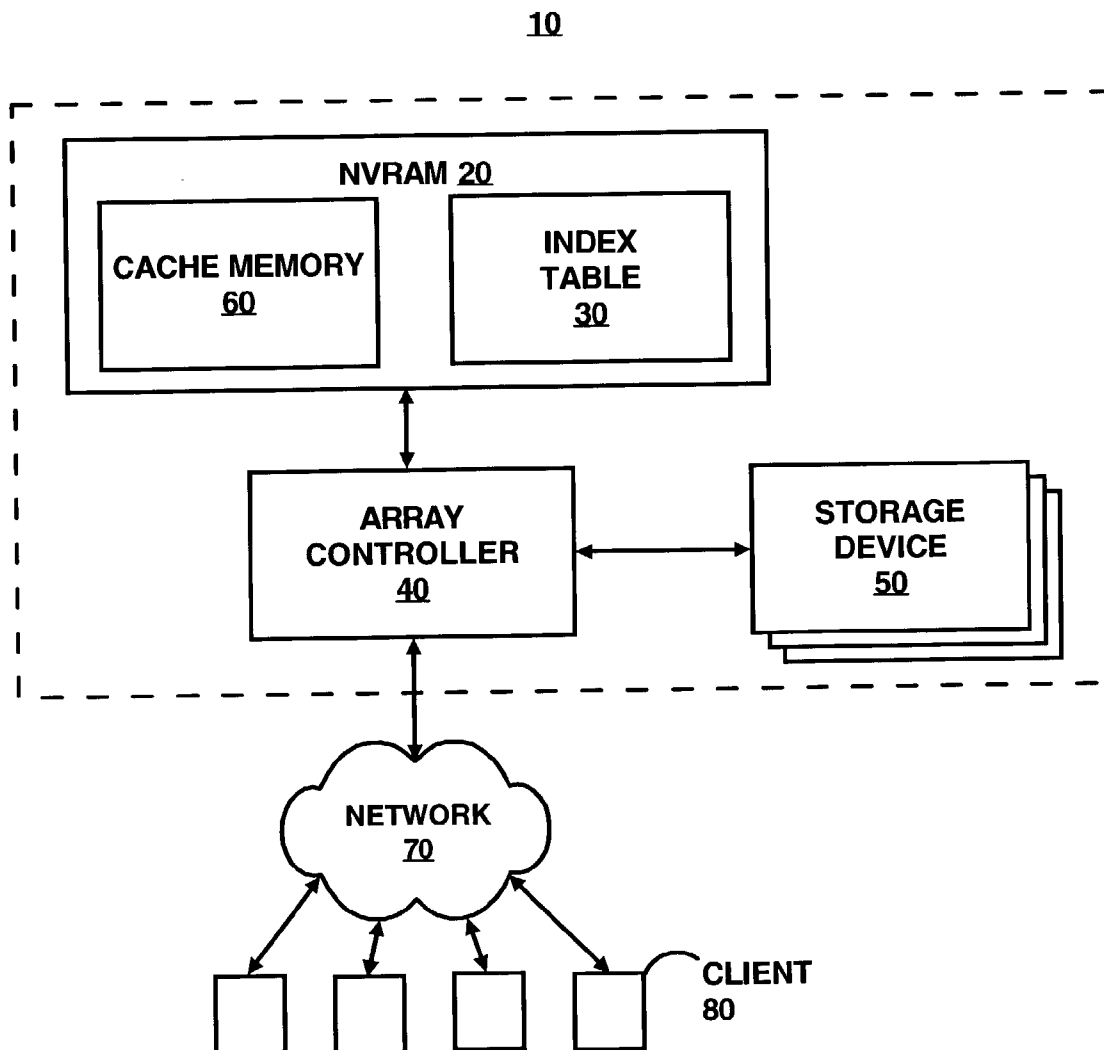 10
NVRAM 20
CACHE MEMORY
60
INDEX
TABLE
30
ARRAY
CONTROLLER
40
STORAGE
DEVICE
50
NETWORK
70
CLIENT
80